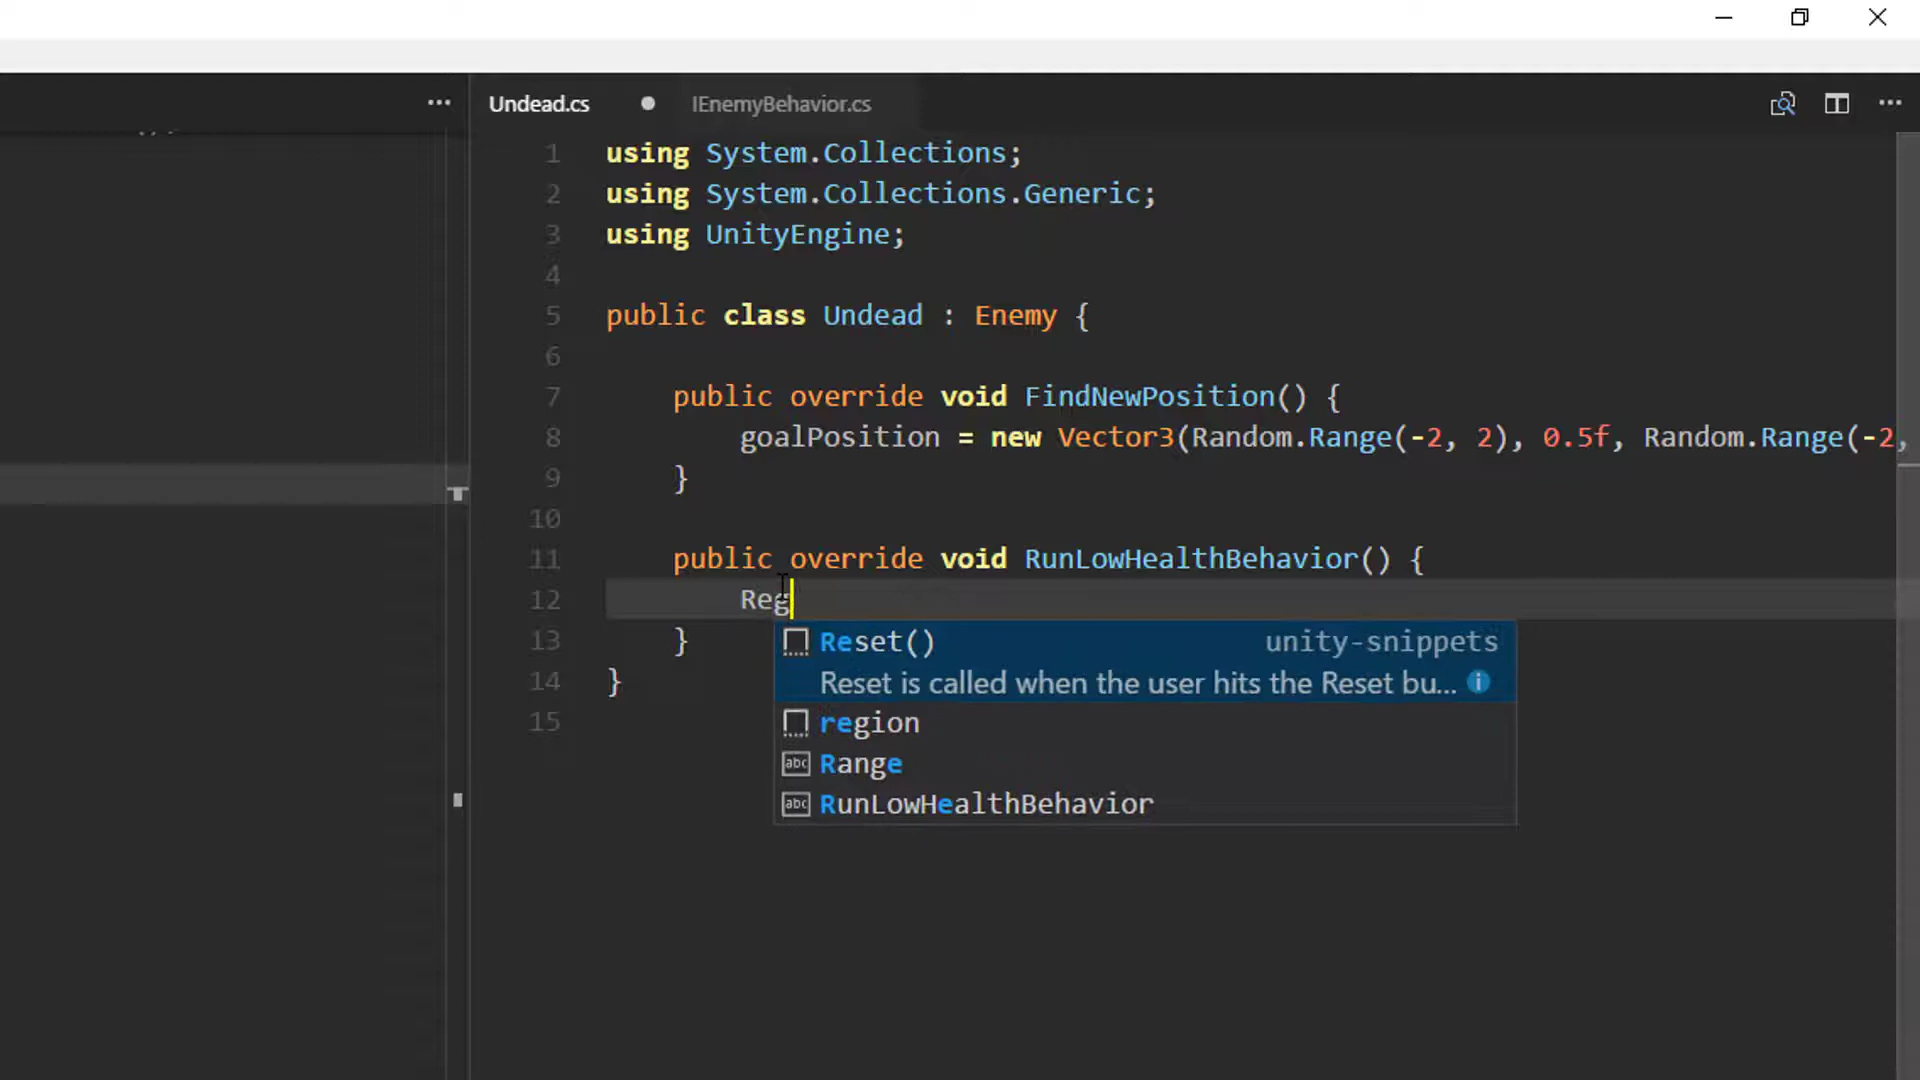 Undead.cs
IEnemyBehavior.cs
1 using System.Collections;
2 using System.Collections.Generic;
3 using UnityEngine;
4
5 public class Undead : Enemy {
6
7 public override void FindNewPosition() {
8 goalPosition = new Vector3(Random.Range(-2, 2), 0.5f, Random.Range(-2,
9 }
10
11 public override void RunLowHealthBehavior() {
12 Reg
13 }
14 }
15
Reset() unity-snippets
Reset is called when the user hits the Reset bu...
region
abc Range
abc RunLowHealthBehavior